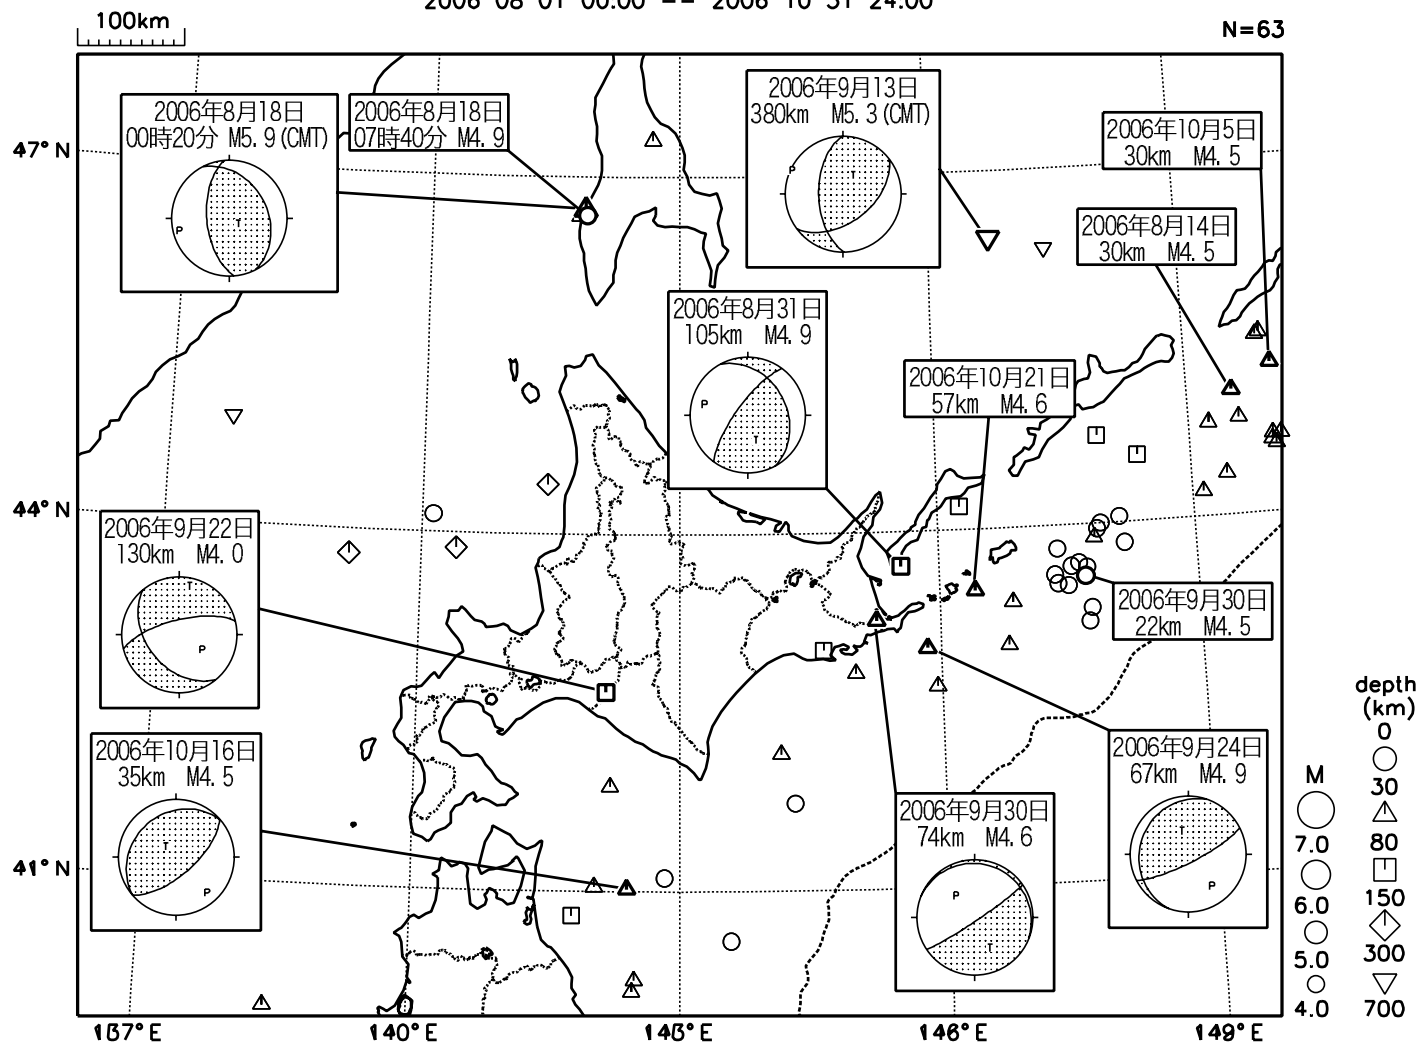 2006 08 01 00:00 -- 2006 10 31 24:00
100km
N=63
2006年8月18日
00時20分 M5.9(CMT)
2006年8月18日
07時40分 M4.9
2006年9月13日
380km M5.3(CMT)
2006年10月5日
30km M4.5
2006年8月14日
30km M4.5
47°N
P
T
P
T
2006年8月31日
105km M4.9
P
T
2006年10月21日
57km M4.6
44°N
2006年9月22日
130km M4.0
T
P
2006年9月30日
22km M4.5
2006年10月16日
35km M4.5
T
P
2006年9月30日
74km M4.6
P
T
2006年9月24日
67km M4.9
T
P
41°N
M
7.0
6.0
5.0
4.0
depth
(km)
0
30
80
150
300
700
137°E
140°E
143°E
146°E
149°E